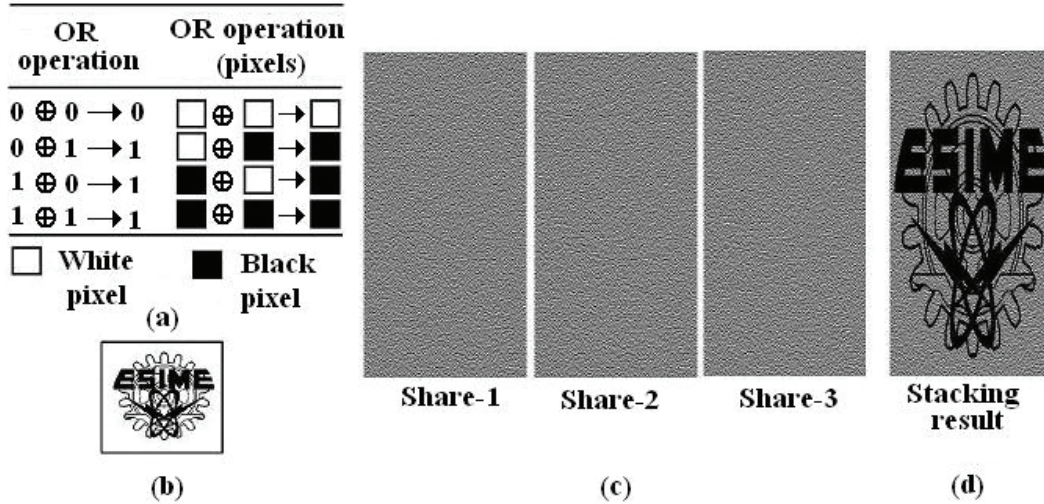 OR operation
OR operation (pixels)
0 ⊕ 0 → 0
0 ⊕ 1 → 1
1 ⊕ 0 → 1
1 ⊕ 1 → 1
⊕ →
⊕ →
⊕ →
⊕ →
White pixel
Black pixel
(a)
ESIME
(b)
Share-1
Share-2
Share-3
(c)
ESIME
Stacking result
(d)